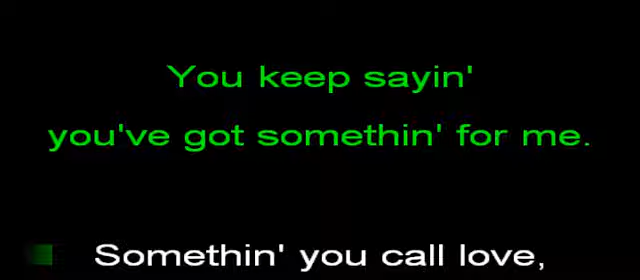 You keep sayin'
you've got somethin' for me.
Somethin' you call love,